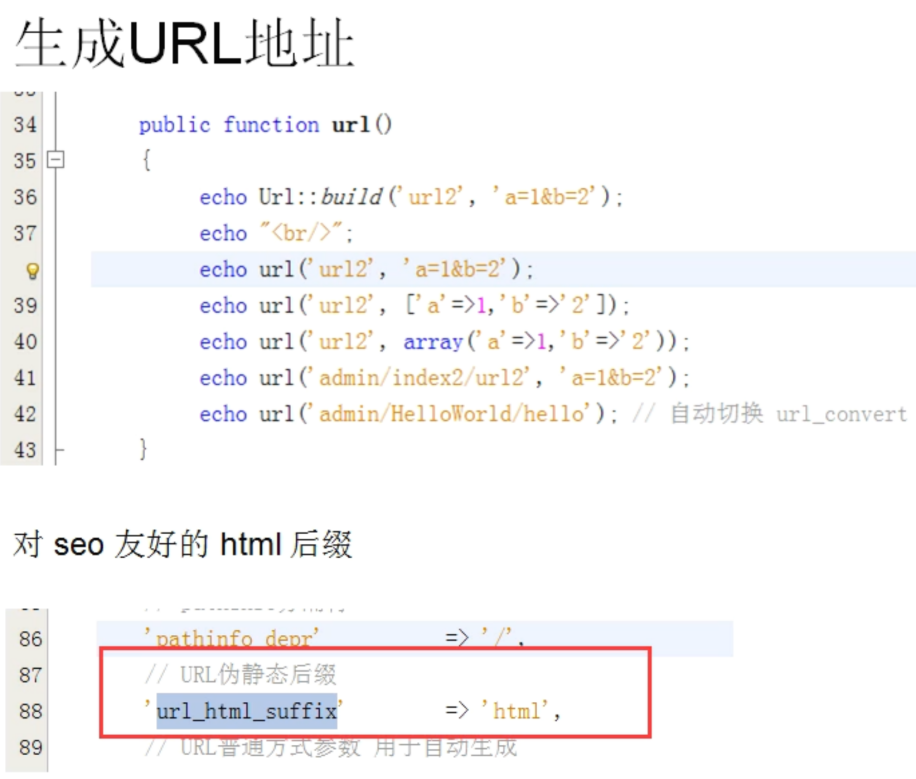 生成URL地址
34 public function url()
35 {
36 echo Url::build('url2', 'a=1&b=2');
37 echo "<br/>";
echo url('url2', 'a=1&b=2');
39 echo url('url2', ['a'=>1,'b'=>'2']);
40 echo url('url2', array('a'=>1,'b'=>'2'));
41 echo url('admin/index2/url2', 'a=1&b=2');
42 echo url('admin/HelloWorld/hello'); // 自动切换 url_convert
43 }
对 seo 友好的 html 后缀
86 'pathinfo_depr' => '/',
87 // URL伪静态后缀
88 'url_html_suffix' => 'html',
89 // URL普通方式参数 用于自动生成